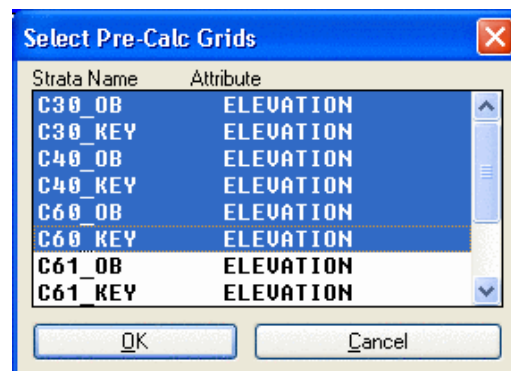 Select Pre-Calc Grids
Strata Name Attribute
C30_OB ELEVATION
C30_KEY ELEVATION
C40_OB ELEVATION
C40_KEY ELEVATION
C60_OB ELEVATION
C60_KEY ELEVATION
C61_OB ELEVATION
C61_KEY ELEVATION
OK Cancel